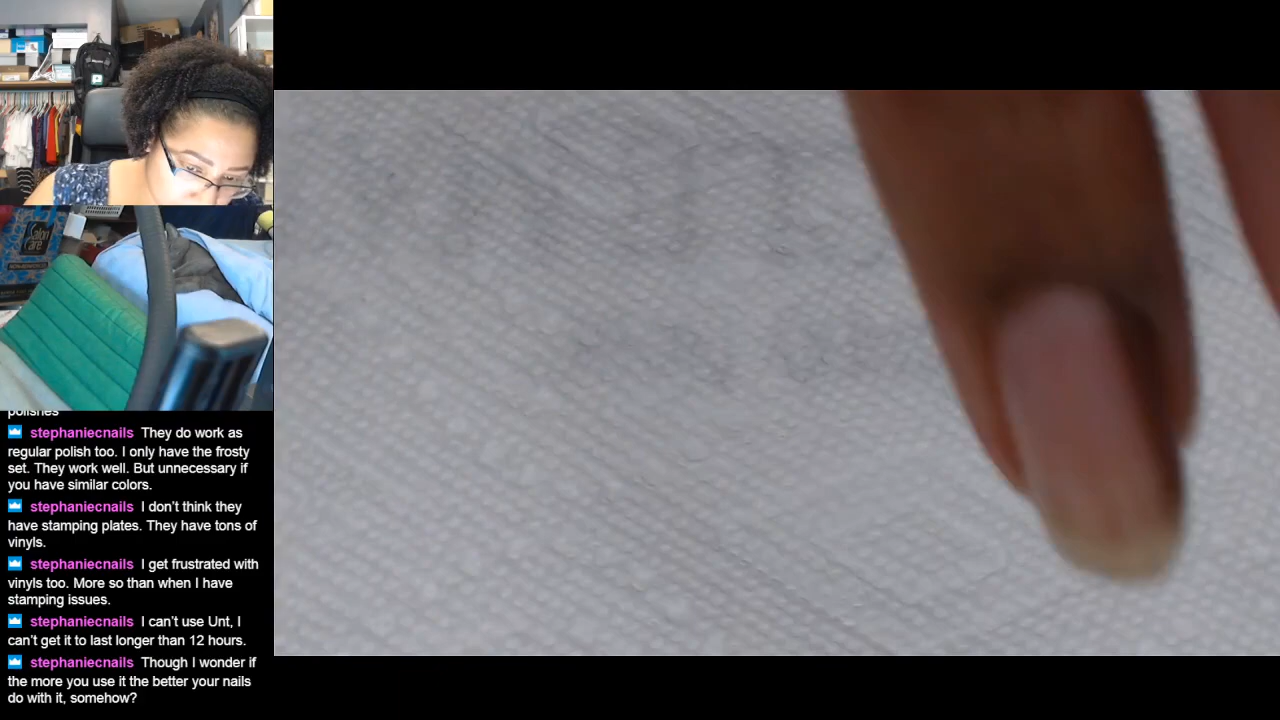 Salon
Care
polishes
stephaniecnails They do work as
regular polish too. I only have the frosty
set. They work well. But unnecessary if
you have similar colors.
stephaniecnails I don't think they
have stamping plates. They have tons of
vinyls.
stephaniecnails I get frustrated with
vinyls too. More so than when I have
stamping issues.
stephaniecnails I can't use Unt, I
can't get it to last longer than 12 hours.
stephaniecnails Though I wonder if
the more you use it the better your nails
do with it, somehow?